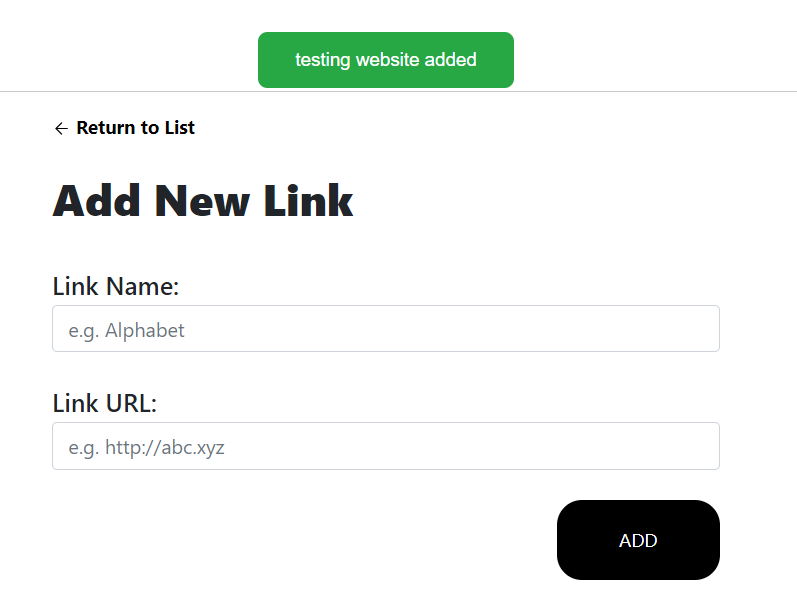 testing website added
← Return to List
Add New Link
Link Name:
e.g. Alphabet
Link URL:
e.g. http://abc.xyz
ADD